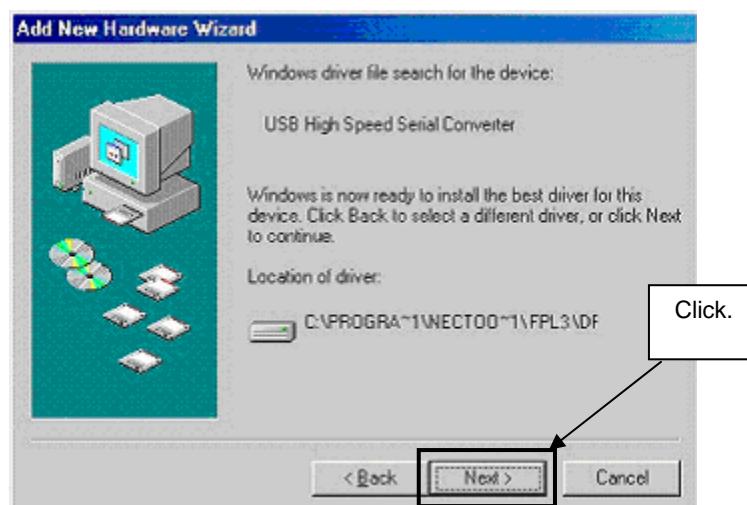 Add New Hardware Wizard
Windows driver file search for the device:
USB High Speed Serial Converter
Windows is now ready to install the best driver for this
device. Click Back to select a different driver, or click Next
to continue.
Location of driver:
C:\PROGRA~1\NECTOO~1\FPL3\DF
Click.
< Back
Next >
Cancel